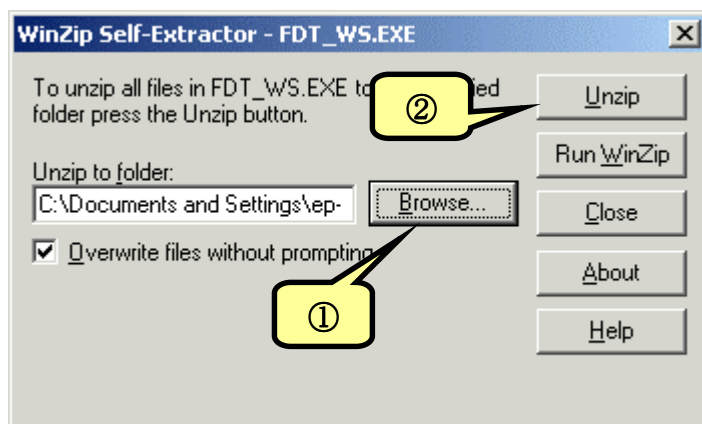 WinZip Self-Extractor - FDT_WS.EXE
To unzip all files in FDT_WS.EXE to ied
folder press the Unzip button.
②
Unzip
Run WinZip
Unzip to folder:
C:\Documents and Settings\ep-
Browse...
Close
Overwrite files without prompting
About
①
Help